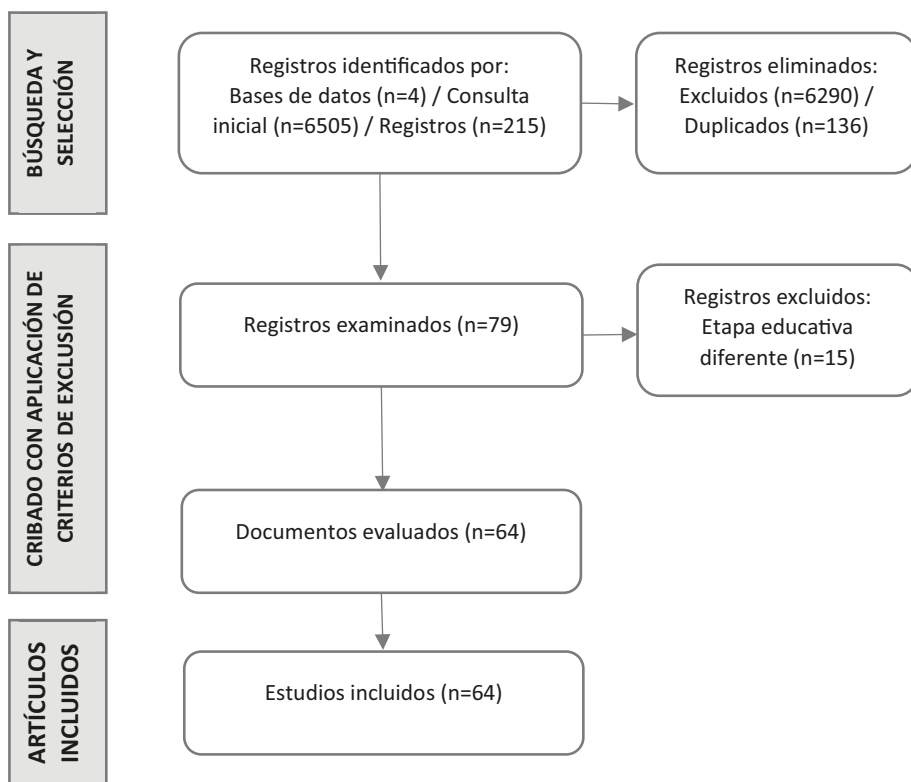 BÚSQUEDA Y
SELECCIÓN
Registros identificados por:
Bases de datos (n=4) / Consulta
inicial (n=6505) / Registros (n=215)
Registros eliminados:
Excluidos (n=6290) /
Duplicados (n=136)
CRIBADO CON APLICACIÓN DE
CRITERIOS DE EXCLUSIÓN
Registros examinados (n=79)
Registros excluidos:
Etapa educativa
diferente (n=15)
Documentos evaluados (n=64)
ARTÍCULOS
INCLUIDOS
Estudios incluidos (n=64)